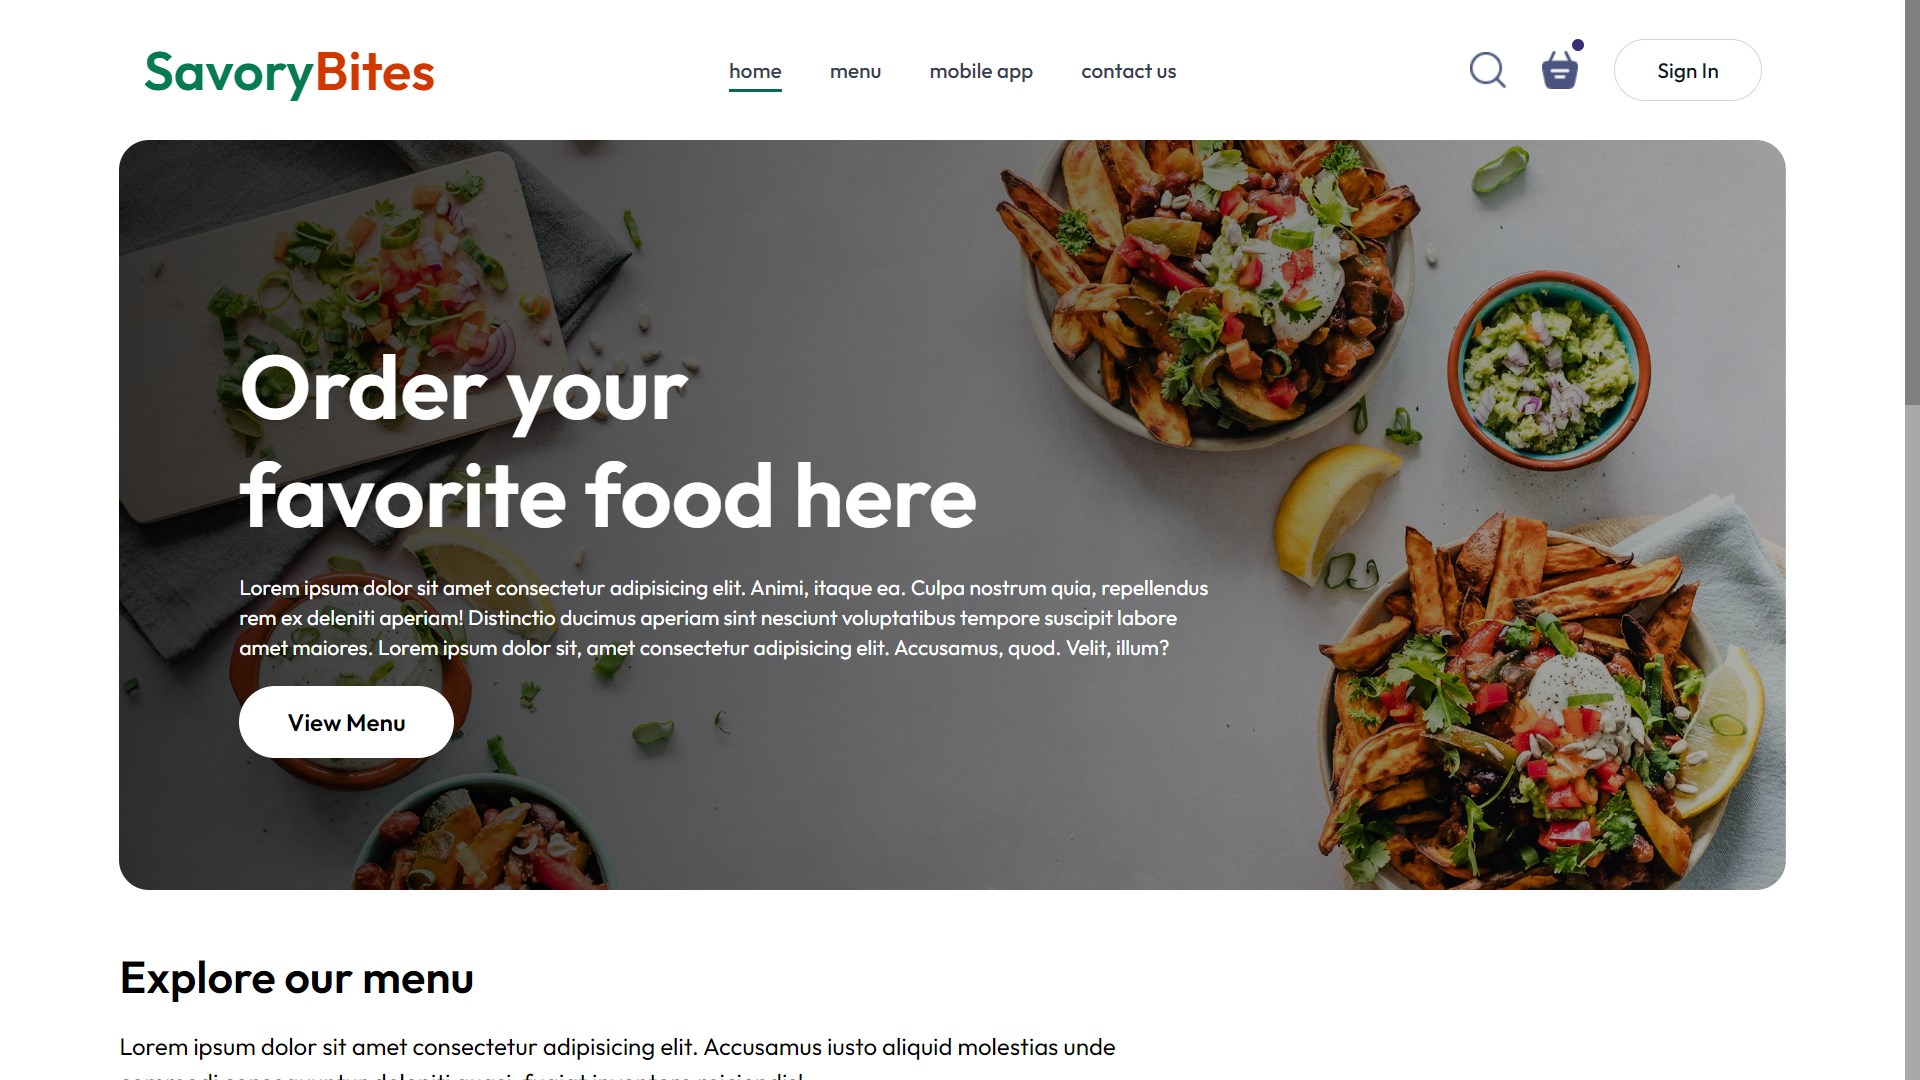 SavoryBites
home menu mobile app contact us
Sign In
Order your
favorite food here
Lorem ipsum dolor sit amet consectetur adipisicing elit. Animi, itaque ea. Culpa nostrum quia, repellendus
rem ex deleniti aperiam! Distinctio ducimus aperiam sint nesciunt voluptatibus tempore suscipit labore
amet maiores. Lorem ipsum dolor sit, amet consectetur adipisicing elit. Accusamus, quod. Velit, illum?
View Menu
Explore our menu
Lorem ipsum dolor sit amet consectetur adipisicing elit. Accusamus iusto aliquid molestias unde